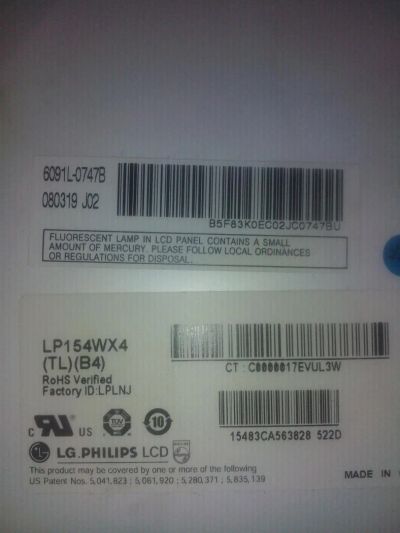 6091L-0747B
080319 J02
B5F83K0EC02JC0747BU
FLUORESCENT LAMP IN LCD PANEL CONTAINS A SMALL
AMOUNT OF MERCURY. PLEASE FOLLOW LOCAL ORDINANCES
OR REGULATIONS FOR DISPOSAL.
LP154WX4
(TL)(B4)
RoHS Verified
Factory ID:LPLNJ
CT : C0000017EVUL3W
C US
TÜV
10
15483CA563828 522D
LG.PHILIPS LCD
This product may be covered by one or more of the following
US Patent Nos. 5,041,823 ; 5,061,920 ; 5,280,371 ; 5,835,139
MADE IN